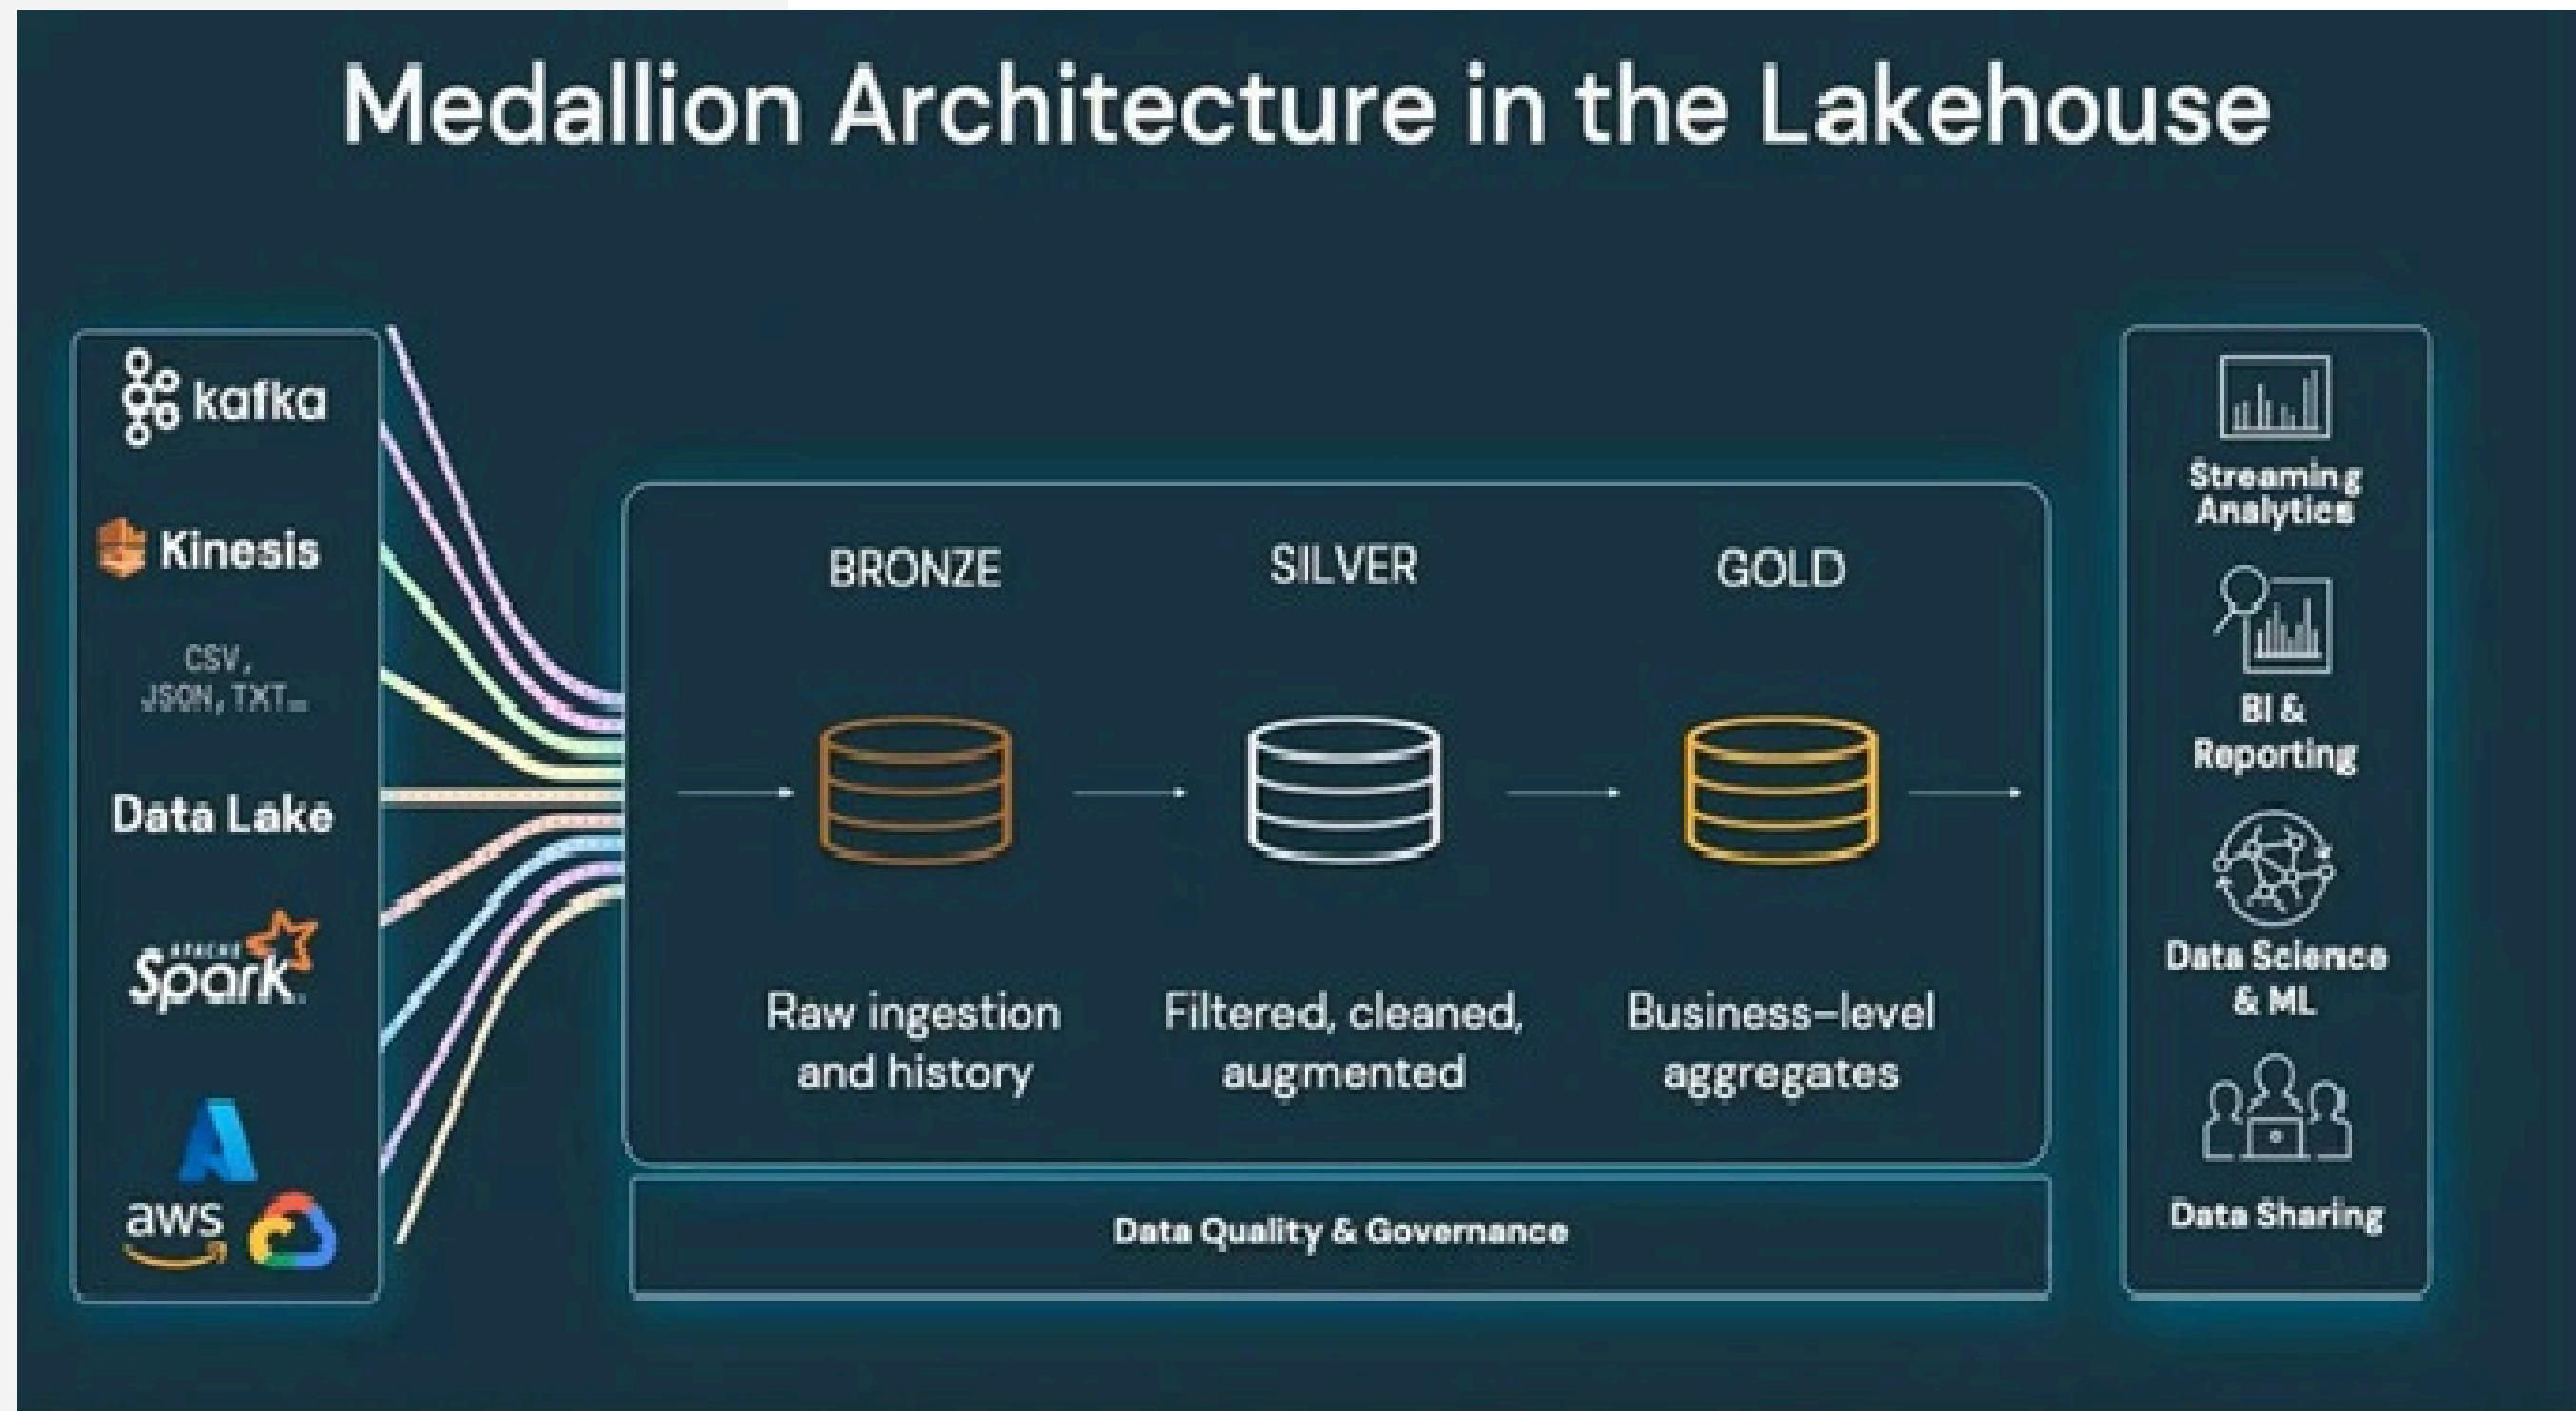 Medallion Architecture in the Lakehouse
kafka
Kinesis
CSV,
JSON, TXT…
Data Lake
APACHE
Spark
aws
BRONZE
Raw ingestion
and history
SILVER
Filtered, cleaned,
augmented
GOLD
Business-level
aggregates
Data Quality & Governance
Streaming
Analytics
BI &
Reporting
Data Science
& ML
Data Sharing